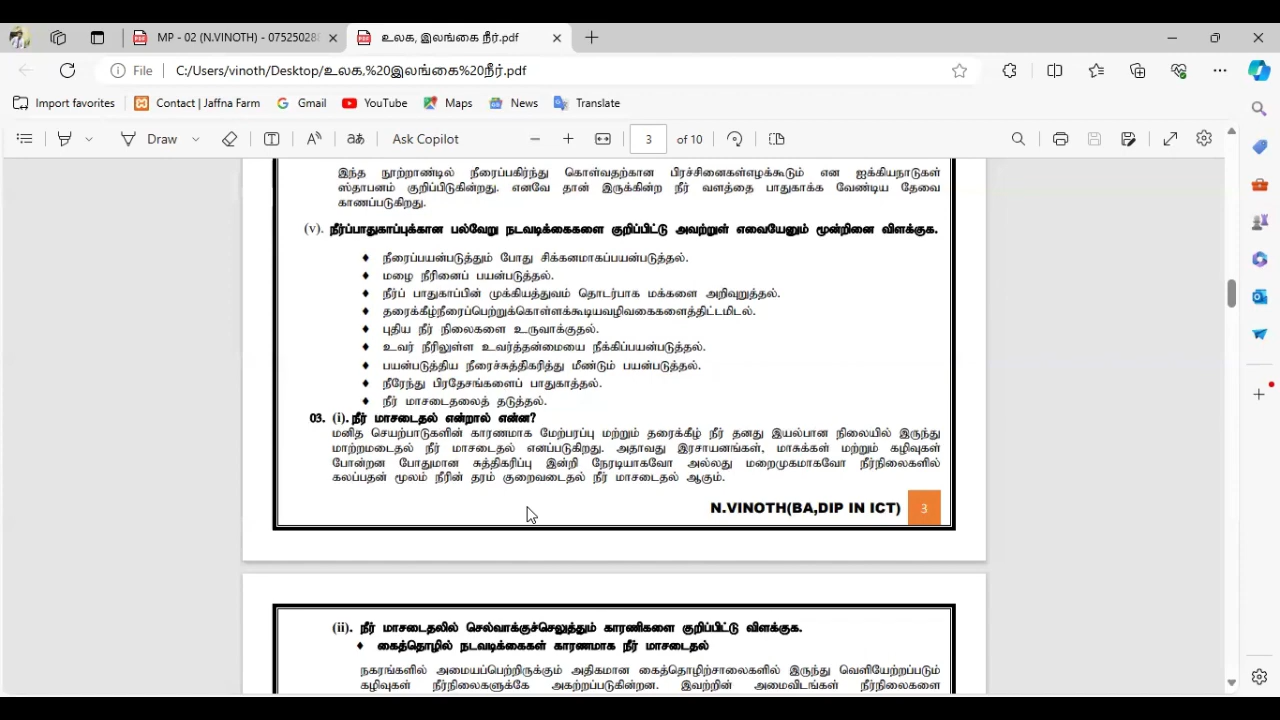 MP - 02 (N.VINOTH) - 07525028
உலக, இலங்கை நீர்.pdf
File
C:/Users/vinoth/Desktop/உலக,%20இலங்கை%20நீர்.pdf
Import favorites
Contact | Jaffna Farm
Gmail
YouTube
Maps
News
Translate
Draw
Ask Copilot
3 of 10
இந்த நூற்றாண்டில் நீரைப்பகிர்ந்து கொள்வதற்கான பிரச்சினைகள்எழக்கூடும் என ஐக்கியநாடுகள்
ஸ்தாபனம் குறிப்பிடுகின்றது. எனவே தான் இருக்கின்ற நீர் வளத்தை பாதுகாக்க வேண்டிய தேவை
காணப்படுகிறது.
(v). நீர்ப்பாதுகாப்புக்கான பல்வேறு நடவடிக்கைகளை குறிப்பிட்டு அவற்றுள் எவையேனும் மூன்றினை விளக்குக.
♦ நீரைப்பயன்படுத்தும் போது சிக்கனமாகப்பயன்படுத்தல்.
♦ மழை நீரினைப் பயன்படுத்தல்.
♦ நீர்ப் பாதுகாப்பின் முக்கியத்துவம் தொடர்பாக மக்களை அறிவுறுத்தல்.
♦ தரைக்கீழ்நீரைப்பெற்றுக்கொள்ளக்கூடியவழிவகைகளைத்திட்டமிடல்.
♦ புதிய நீர் நிலைகளை உருவாக்குதல்.
♦ உவர் நீரிலுள்ள உவர்த்தன்மையை நீக்கிப்பயன்படுத்தல்.
♦ பயன்படுத்திய நீரைச்சுத்திகரித்து மீண்டும் பயன்படுத்தல்.
♦ நீரேந்து பிரதேசங்களைப் பாதுகாத்தல்.
♦ நீர் மாசடைதலைத் தடுத்தல்.
03. (i). நீர் மாசடைதல் என்றால் என்ன?
மனித செயற்பாடுகளின் காரணமாக மேற்பரப்பு மற்றும் தரைக்கீழ் நீர் தனது இயல்பான நிலையில் இருந்து
மாற்றமடைதல் நீர் மாசடைதல் எனப்படுகிறது. அதாவது இரசாயனங்கள், மாசுக்கள் மற்றும் கழிவுகள்
போன்றன போதுமான சுத்திகரிப்பு இன்றி நேரடியாகவோ அல்லது மறைமுகமாகவோ நீர்நிலைகளில்
கலப்பதன் மூலம் நீரின் தரம் குறைவடைதல் நீர் மாசடைதல் ஆகும்.
N.VINOTH(BA,DIP IN ICT) 3
(ii). நீர் மாசடைதலில் செல்வாக்குச்செலுத்தும் காரணிகளை குறிப்பிட்டு விளக்குக.
♦ கைத்தொழில் நடவடிக்கைகள் காரணமாக நீர் மாசடைதல்
நகரங்களில் அமையப்பெற்றிருக்கும் அதிகமான கைத்தொழிற்சாலைகளில் இருந்து வெளியேற்றப்படும்
கழிவுகள் நீர்நிலைகளுக்கே அகற்றப்படுகின்றன. இவற்றின் அமைவிடங்கள் நீர்நிலைகளை